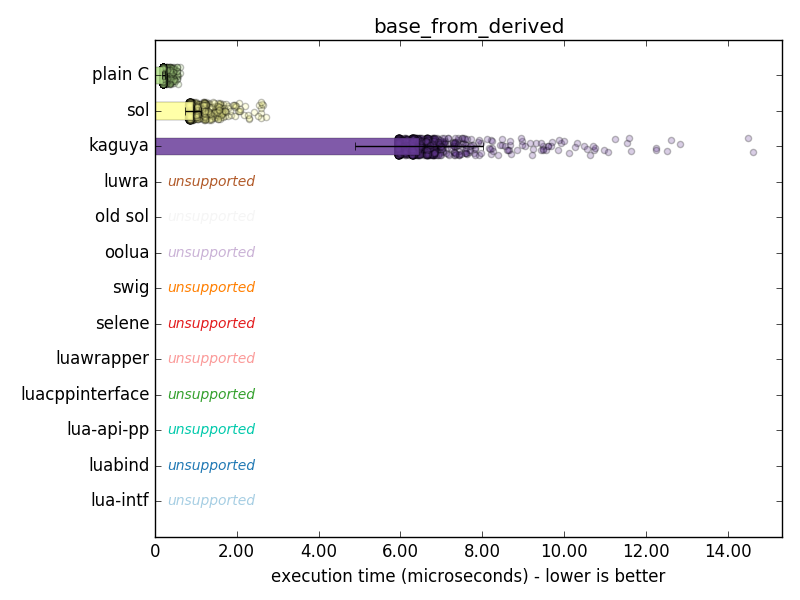 base_from_derived
plain C
sol
kaguya
luwra unsupported
old sol unsupported
oolua unsupported
swig unsupported
selene unsupported
luawrapper unsupported
luacppinterface unsupported
lua-api-pp unsupported
luabind unsupported
lua-intf unsupported
0 2.00 4.00 6.00 8.00 10.00 12.00 14.00
execution time (microseconds) - lower is better